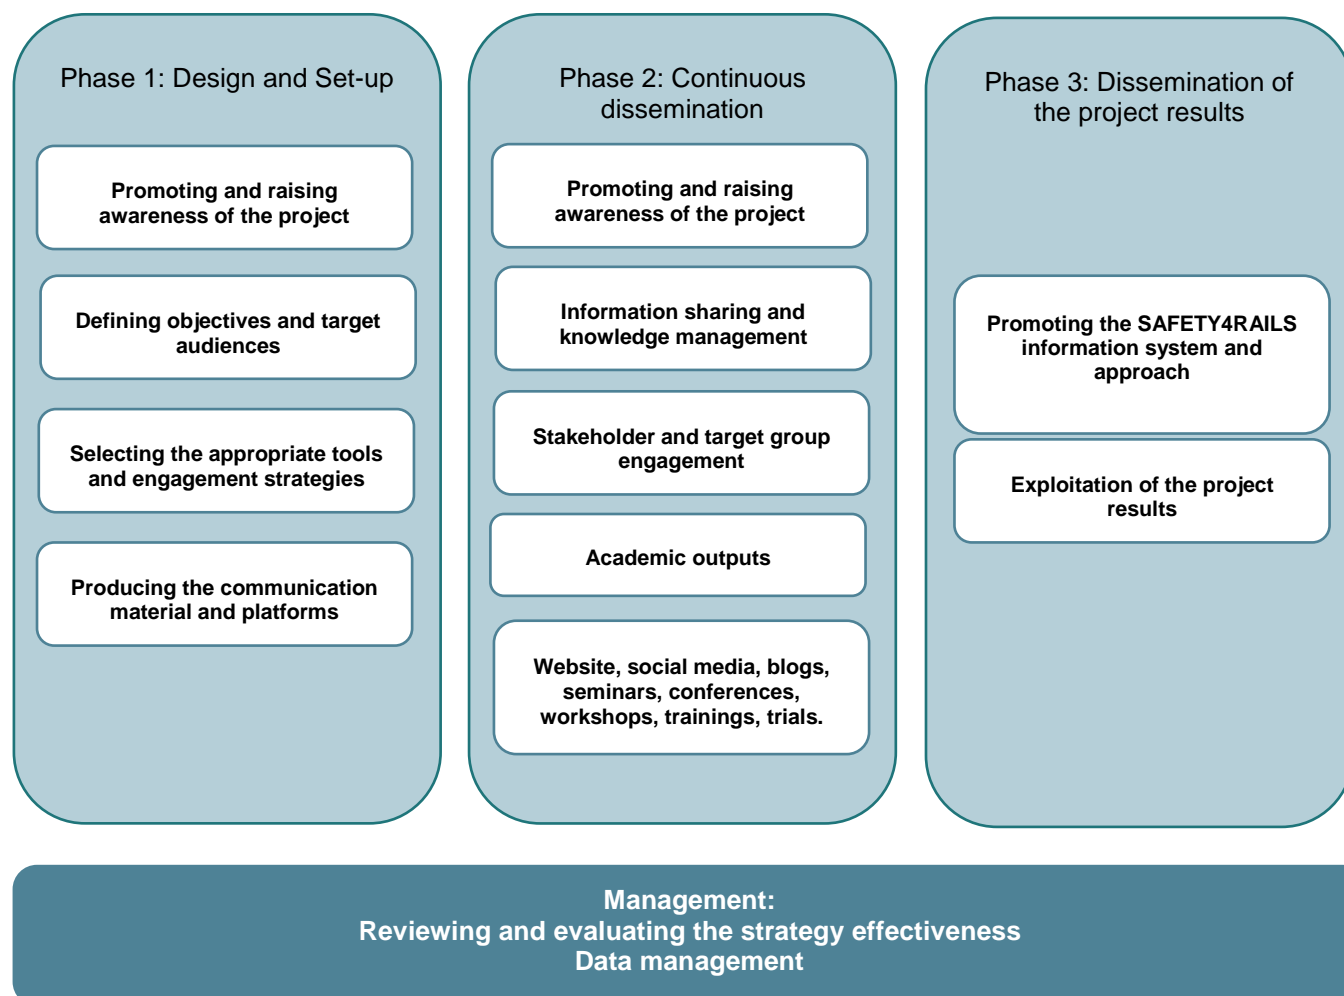 Phase 1: Design and Set-up
Promoting and raising
awareness of the project
Defining objectives and target
audiences
Selecting the appropriate tools
and engagement strategies
Producing the communication
material and platforms
Phase 2: Continuous
dissemination
Promoting and raising
awareness of the project
Information sharing and
knowledge management
Stakeholder and target group
engagement
Academic outputs
Website, social media, blogs,
seminars, conferences,
workshops, trainings, trials.
Phase 3: Dissemination of
the project results
Promoting the SAFETY4RAILS
information system and
approach
Exploitation of the project
results
Management:
Reviewing and evaluating the strategy effectiveness
Data management